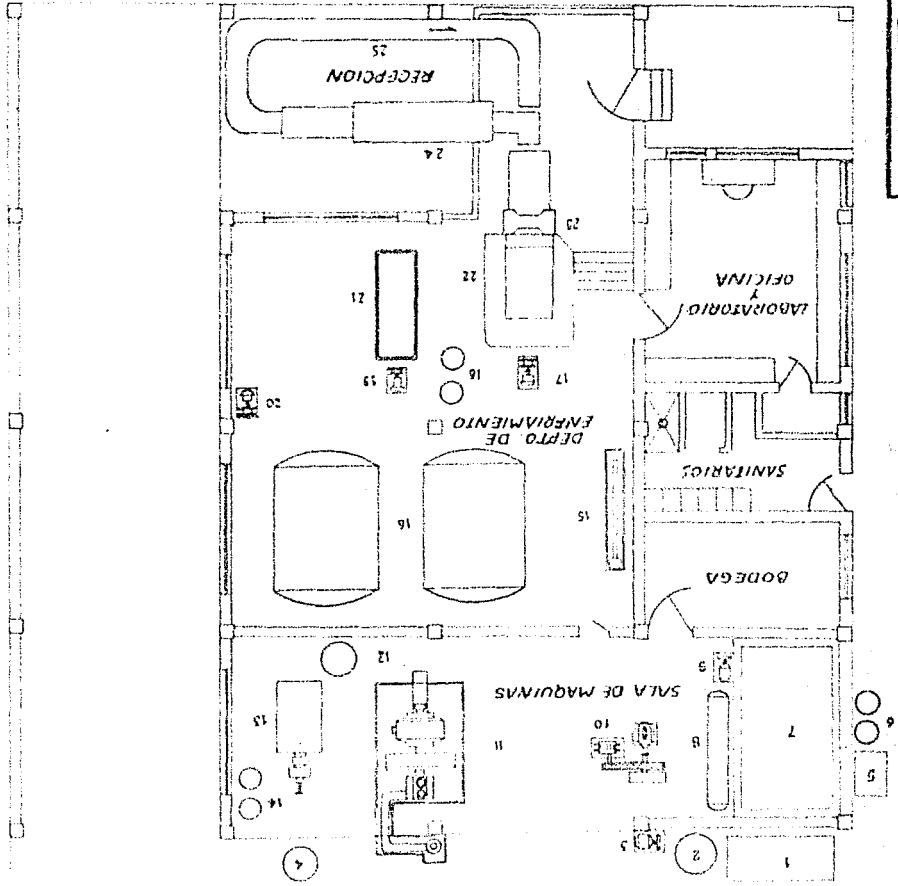 1
2
3
4
5
6
7
8
9
10
11
SALA DE MAQUINAS
12
13
14
BODEGA
15
16
SANITARIOS
DEPTO. DE
ENFRIAMIENTO
17
18
19
20
LABORATORIO
Y
OFICINA
21
22
23
24
RECEPCION
25